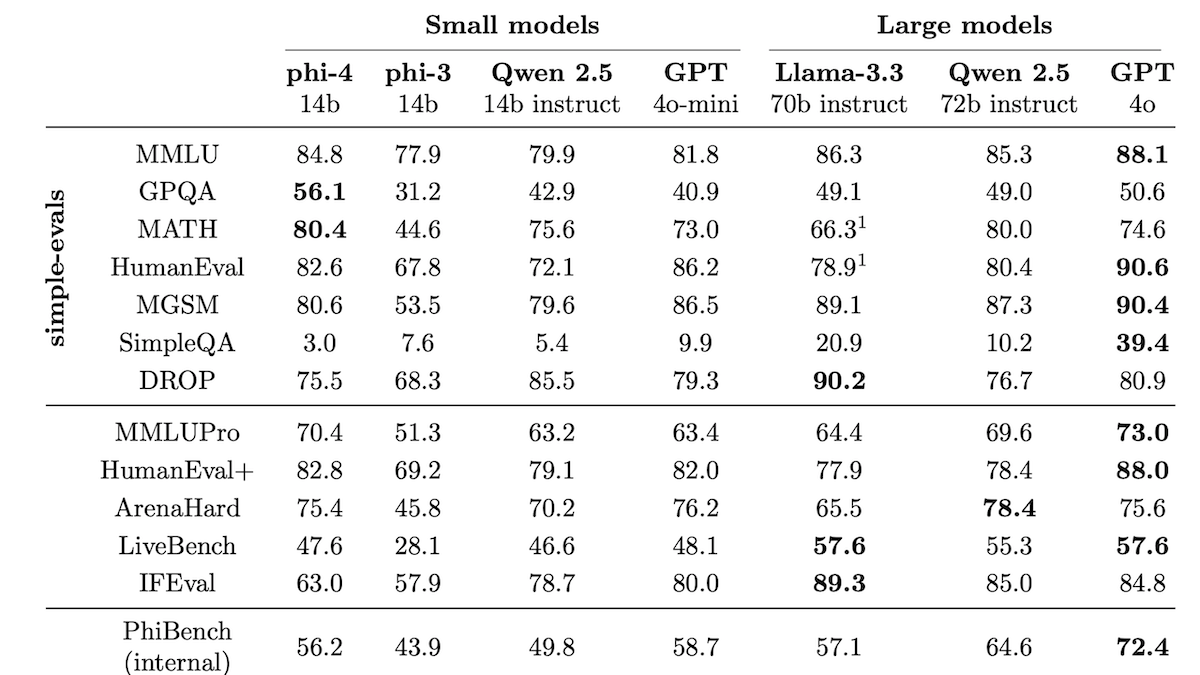 Small models Large models
phi-4 phi-3 Qwen 2.5 GPT Llama-3.3 Qwen 2.5 GPT
14b 14b 14b instruct 4o-mini 70b instruct 72b instruct 4o
simple-evals
MMLU 84.8 77.9 79.9 81.8 86.3 85.3 88.1
GPQA 56.1 31.2 42.9 40.9 49.1 49.0 50.6
MATH 80.4 44.6 75.6 73.0 66.3¹ 80.0 74.6
HumanEval 82.6 67.8 72.1 86.2 78.9¹ 80.4 90.6
MGSM 80.6 53.5 79.6 86.5 89.1 87.3 90.4
SimpleQA 3.0 7.6 5.4 9.9 20.9 10.2 39.4
DROP 75.5 68.3 85.5 79.3 90.2 76.7 80.9
MMLUPro 70.4 51.3 63.2 63.4 64.4 69.6 73.0
HumanEval+ 82.8 69.2 79.1 82.0 77.9 78.4 88.0
ArenaHard 75.4 45.8 70.2 76.2 65.5 78.4 75.6
LiveBench 47.6 28.1 46.6 48.1 57.6 55.3 57.6
IFEval 63.0 57.9 78.7 80.0 89.3 85.0 84.8
PhiBench
(internal) 56.2 43.9 49.8 58.7 57.1 64.6 72.4